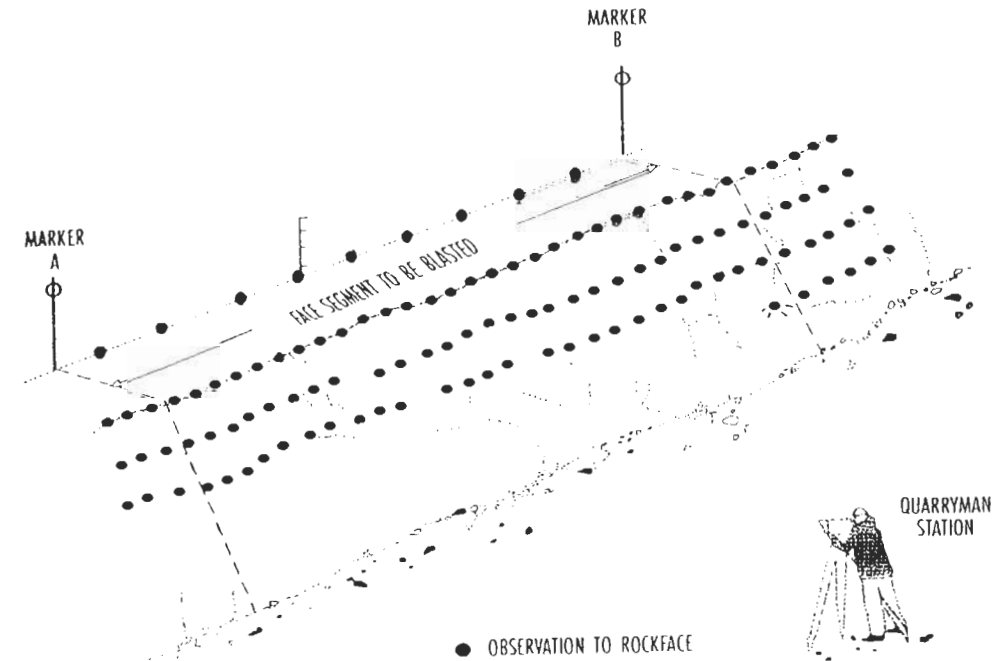 MARKER
B
MARKER
A
FACE SEGMENT TO BE BLASTED
QUARRYMAN
STATION
OBSERVATION TO ROCKFACE